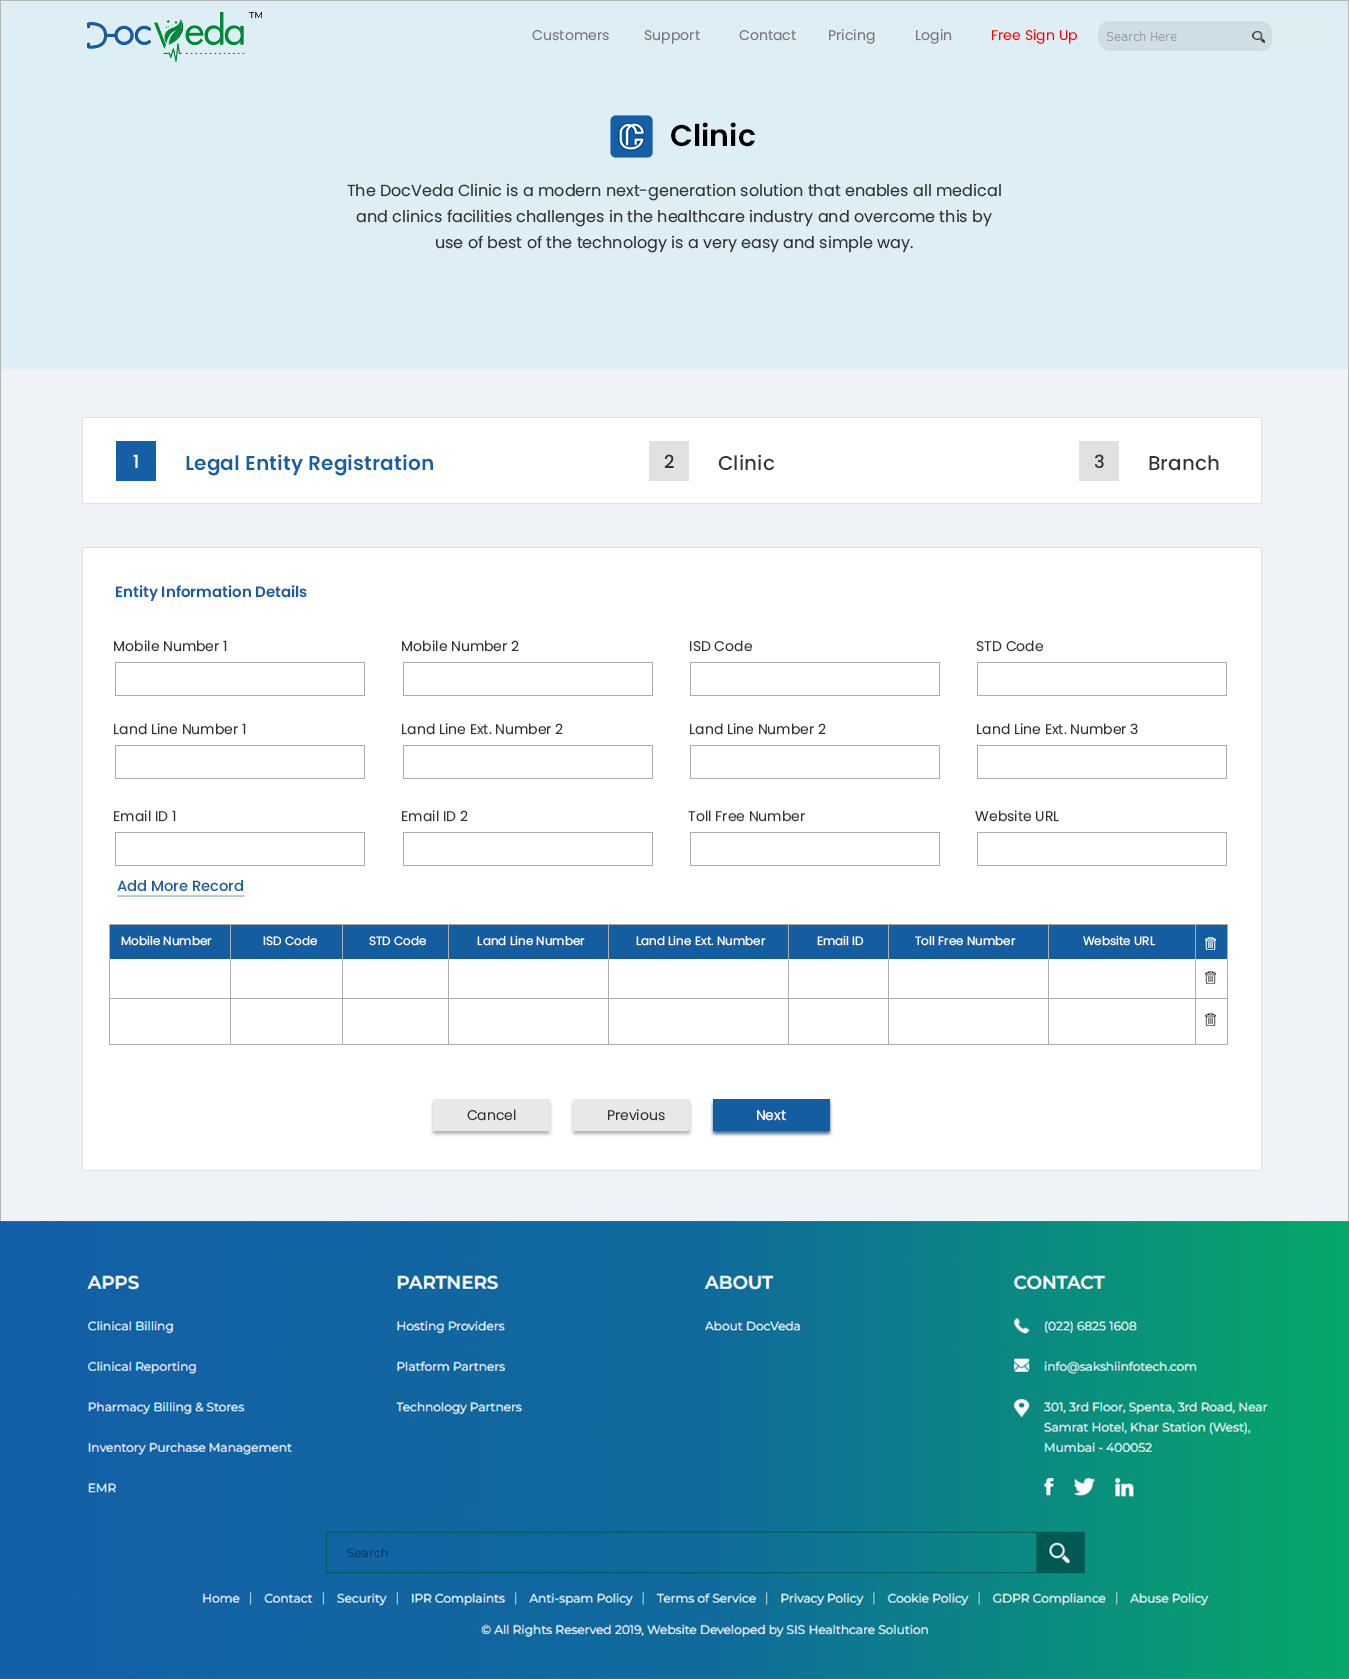 DocVeda TM
Customers Support Contact Pricing Login Free Sign Up Search Here
Clinic
The DocVeda Clinic is a modern next-generation solution that enables all medical
and clinics facilities challenges in the healthcare industry and overcome this by
use of best of the technology is a very easy and simple way.
1 Legal Entity Registration 2 Clinic 3 Branch
Entity Information Details
Mobile Number 1 Mobile Number 2 ISD Code STD Code
Land Line Number 1 Land Line Ext. Number 2 Land Line Number 2 Land Line Ext. Number 3
Email ID 1 Email ID 2 Toll Free Number Website URL
Add More Record
Mobile Number ISD Code STD Code Land Line Number Land Line Ext. Number Email ID Toll Free Number Website URL
Cancel Previous Next
APPS PARTNERS ABOUT CONTACT
Clinical Billing Hosting Providers About DocVeda (022) 6825 1608
Clinical Reporting Platform Partners info@sakshiinfotech.com
Pharmacy Billing & Stores Technology Partners 301, 3rd Floor, Spenta, 3rd Road, Near
Samrat Hotel, Khar Station (West),
Inventory Purchase Management Mumbai - 400052
EMR
Search
Home | Contact | Security | IPR Complaints | Anti-spam Policy | Terms of Service | Privacy Policy | Cookie Policy | GDPR Compliance | Abuse Policy
© All Rights Reserved 2019, Website Developed by SIS Healthcare Solution